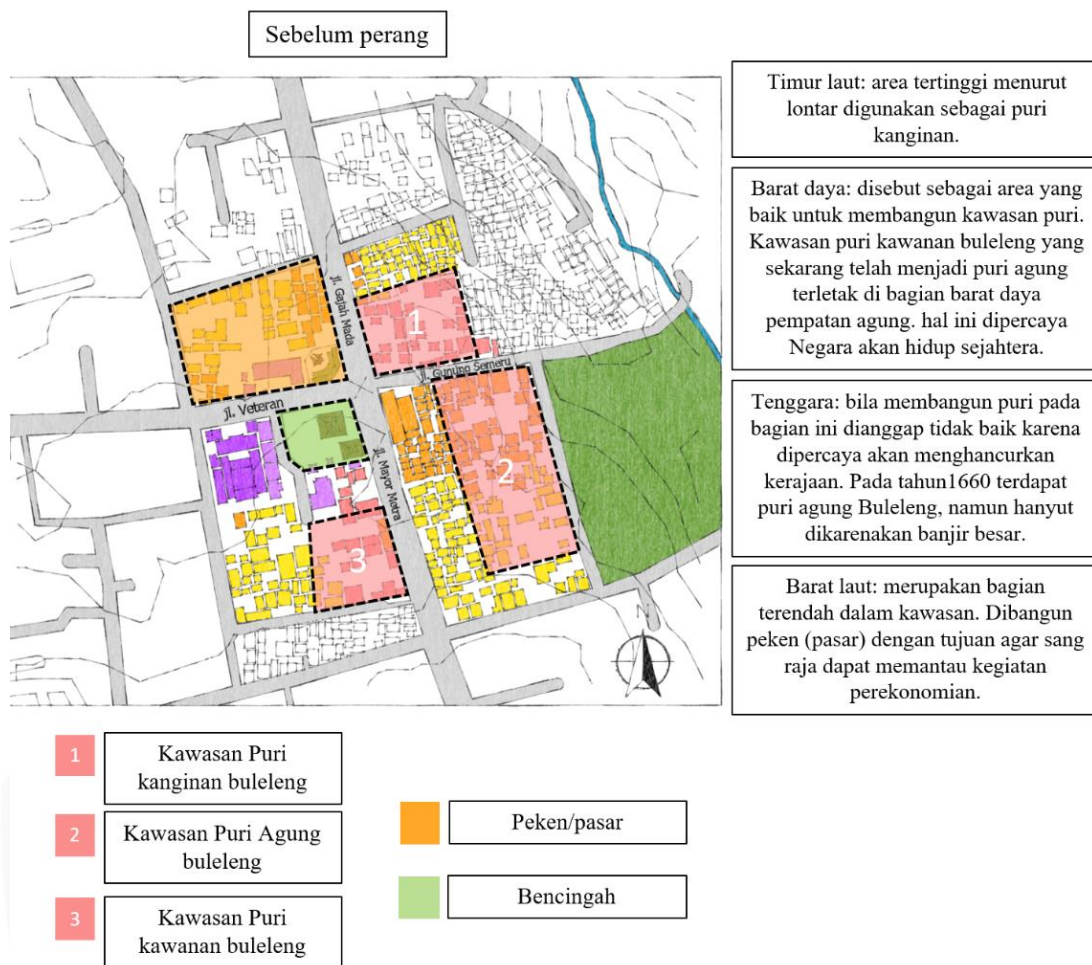 Sebelum perang
Timur laut: area tertinggi menurut
lontar digunakan sebagai puri
kanginan.
Barat daya: disebut sebagai area yang
baik untuk membangun kawasan puri.
Kawasan puri kawanan buleleng yang
sekarang telah menjadi puri agung
terletak di bagian barat daya
pempatan agung. hal ini dipercaya
Negara akan hidup sejahtera.
Tenggara: bila membangun puri pada
bagian ini dianggap tidak baik karena
dipercaya akan menghancurkan
kerajaan. Pada tahun1660 terdapat
puri agung Buleleng, namun hanyut
dikarenakan banjir besar.
Barat laut: merupakan bagian
terendah dalam kawasan. Dibangun
peken (pasar) dengan tujuan agar sang
raja dapat memantau kegiatan
perekonomian.
jl. Gajah Mada
1
jl. Gunung Semeru
jl. Veteran
jl. Mayor Metra
2
3
N
1
Kawasan Puri
kanginan buleleng
2
Kawasan Puri Agung
buleleng
3
Kawasan Puri
kawanan buleleng
Peken/pasar
Bencingah